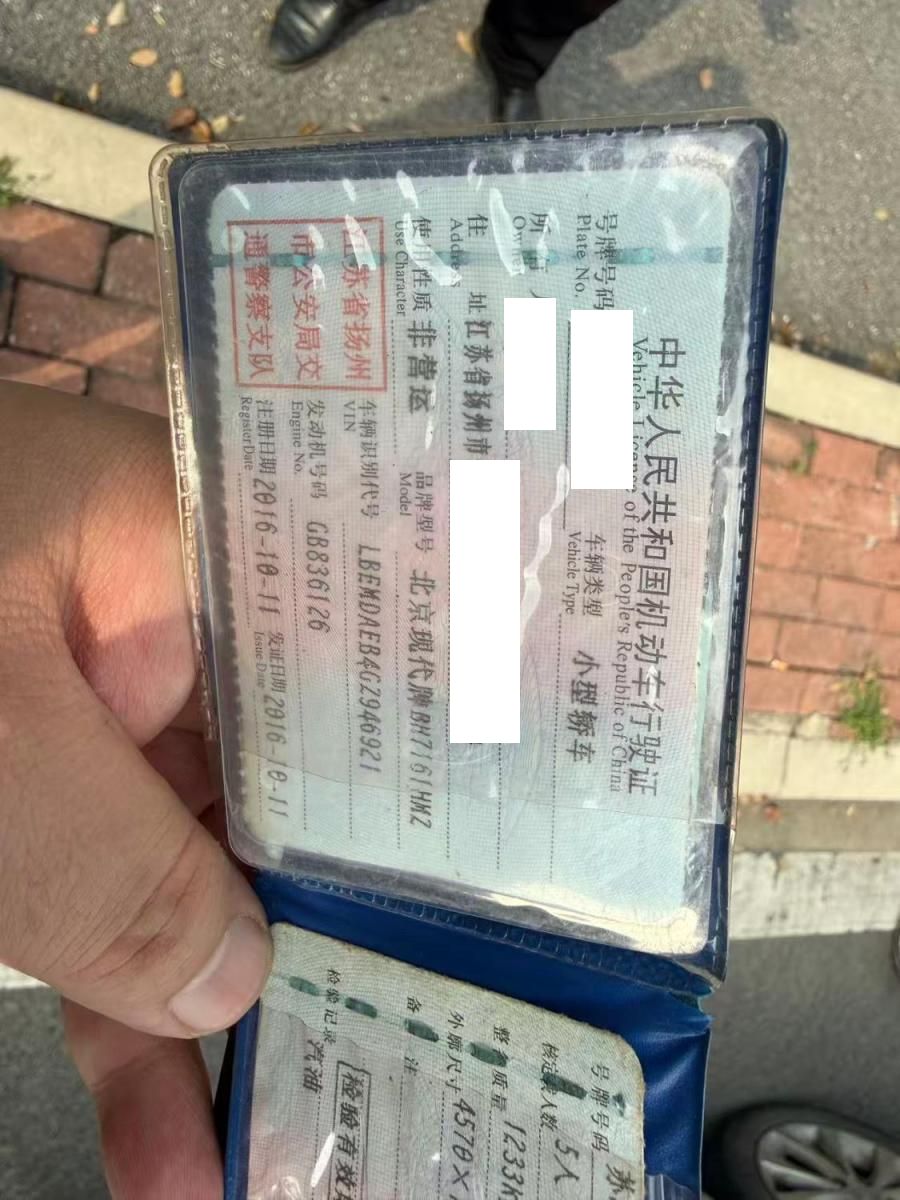 中华人民共和国机动车行驶证
Vehicle License of the People's Republic of China
号牌号码
Plate No.
车辆类型 小型轿车
Vehicle Type
所
住 址 江苏省扬州市
Address
使用性质 非营运
Use Character
品牌型号 北京现代牌BH7161HMZ
Model
江苏省扬州
市公安局交
通警察支队
车辆识别代号 LBEMDAEB4GZ946921
VIN
发动机号码 GB836126
Engine No.
注册日期 2016-10-11
Register Date
发证日期 2016-10-11
Issue Date
号牌号码 苏
核定载人数 5人
整备质量 1233k
外廓尺寸 4570×
备 注
检验有效
检验记录 汽油